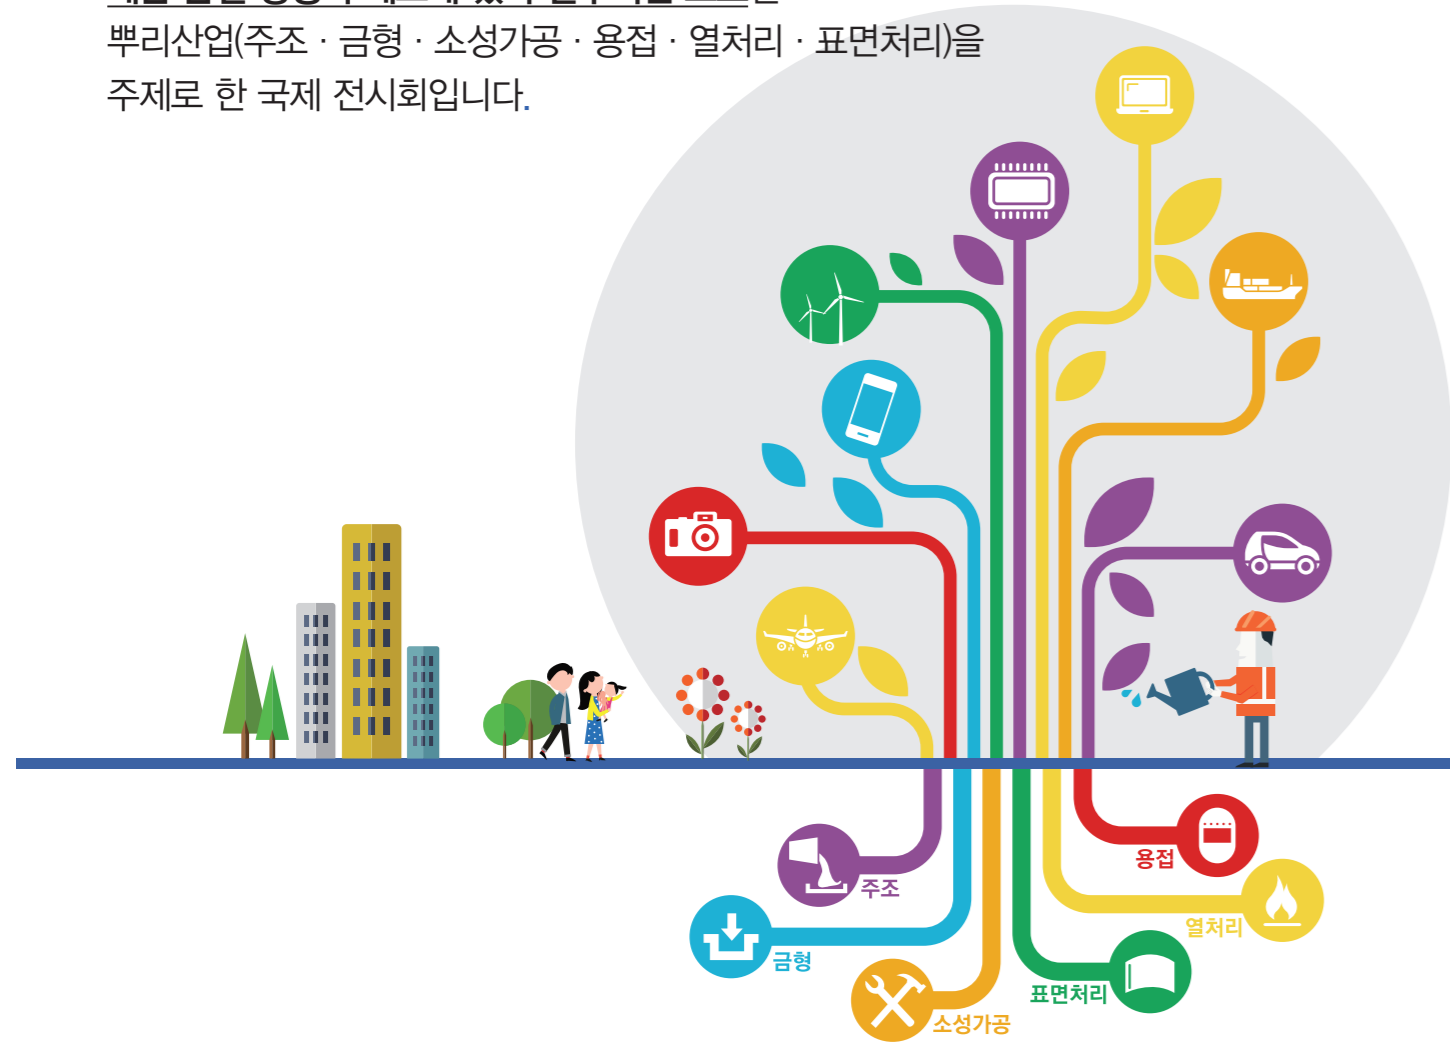 뿌리산업(주조 · 금형 · 소성가공 · 용접 · 열처리 · 표면처리)을
주제로 한 국제 전시회입니다.
용접
주조
열처리
금형
표면처리
소성가공